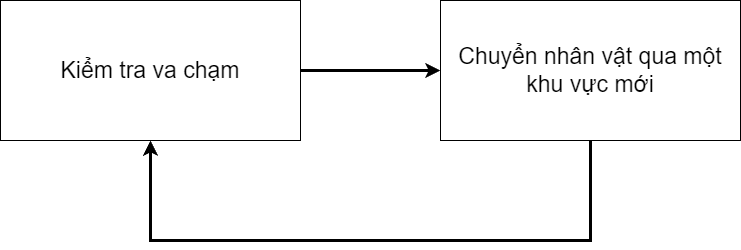 Kiểm tra va chạm
Chuyển nhân vật qua một
khu vực mới